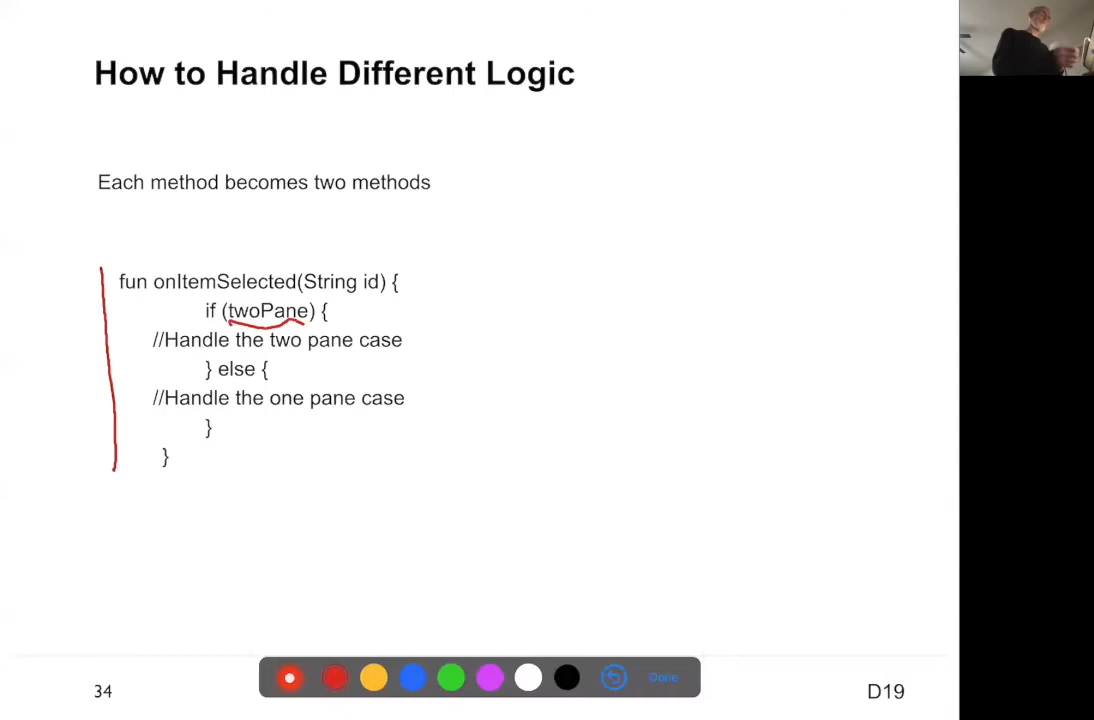 How to Handle Different Logic
Each method becomes two methods
fun onItemSelected(String id) {
if (twoPane) {
//Handle the two pane case
} else {
//Handle the one pane case
}
}
34
Done
D19